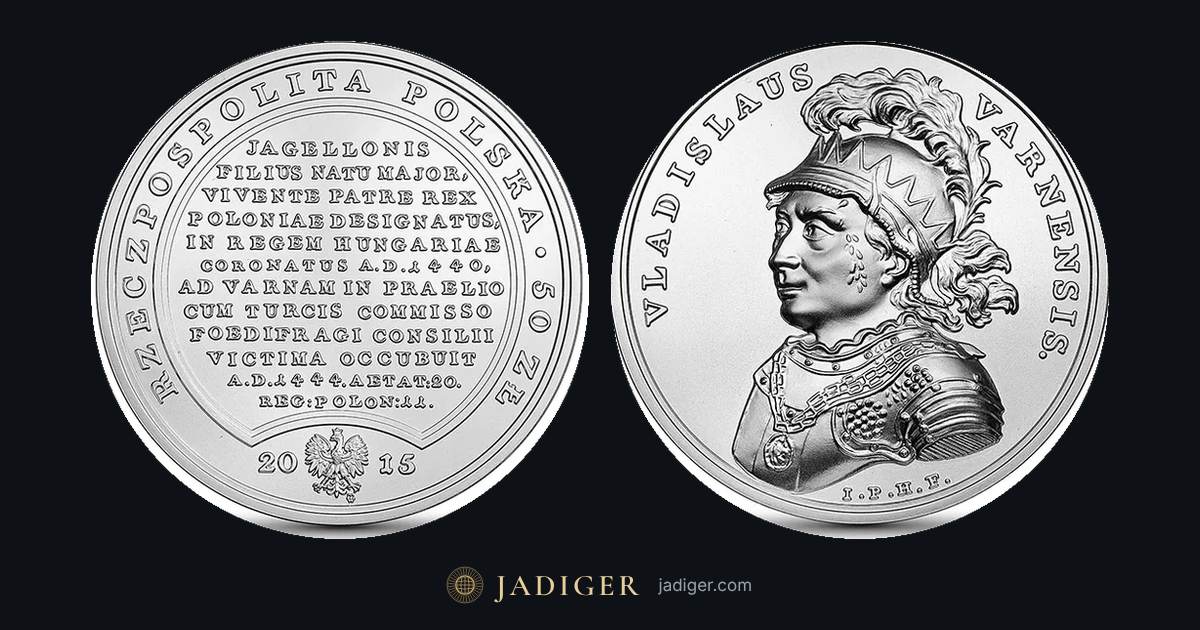 RZECZPOSPOLITA POLSKA · 50 ZŁ
JAGELLONIS
FILIUS NATU MAJOR,
VIVENTE PATRE REX
POLONIAE DESIGNATUS,
IN REGEM HUNGARIAE
CORONATUS A.D.1440,
AD VARNAM IN PRAELIO
CUM TURCIS COMMISSO
FOEDIFRAGI CONSILII
VICTIMA OCCUBUIT
A.D.1444.AETAT:20.
REG:POLON:11.
2015
VLADISLAUS VARNENSIS.
I.P.H.F.
JADIGER jadiger.com